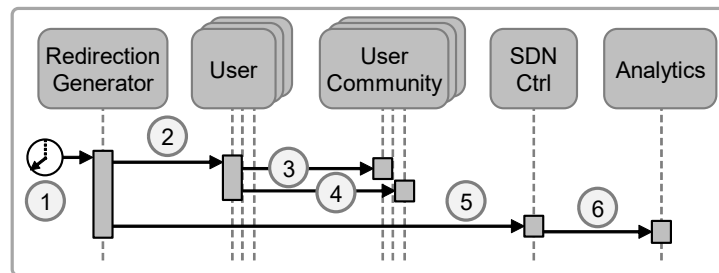 Redirection
Generator
User
User
Community
SDN
Ctrl
Analytics
1
2
3
4
5
6